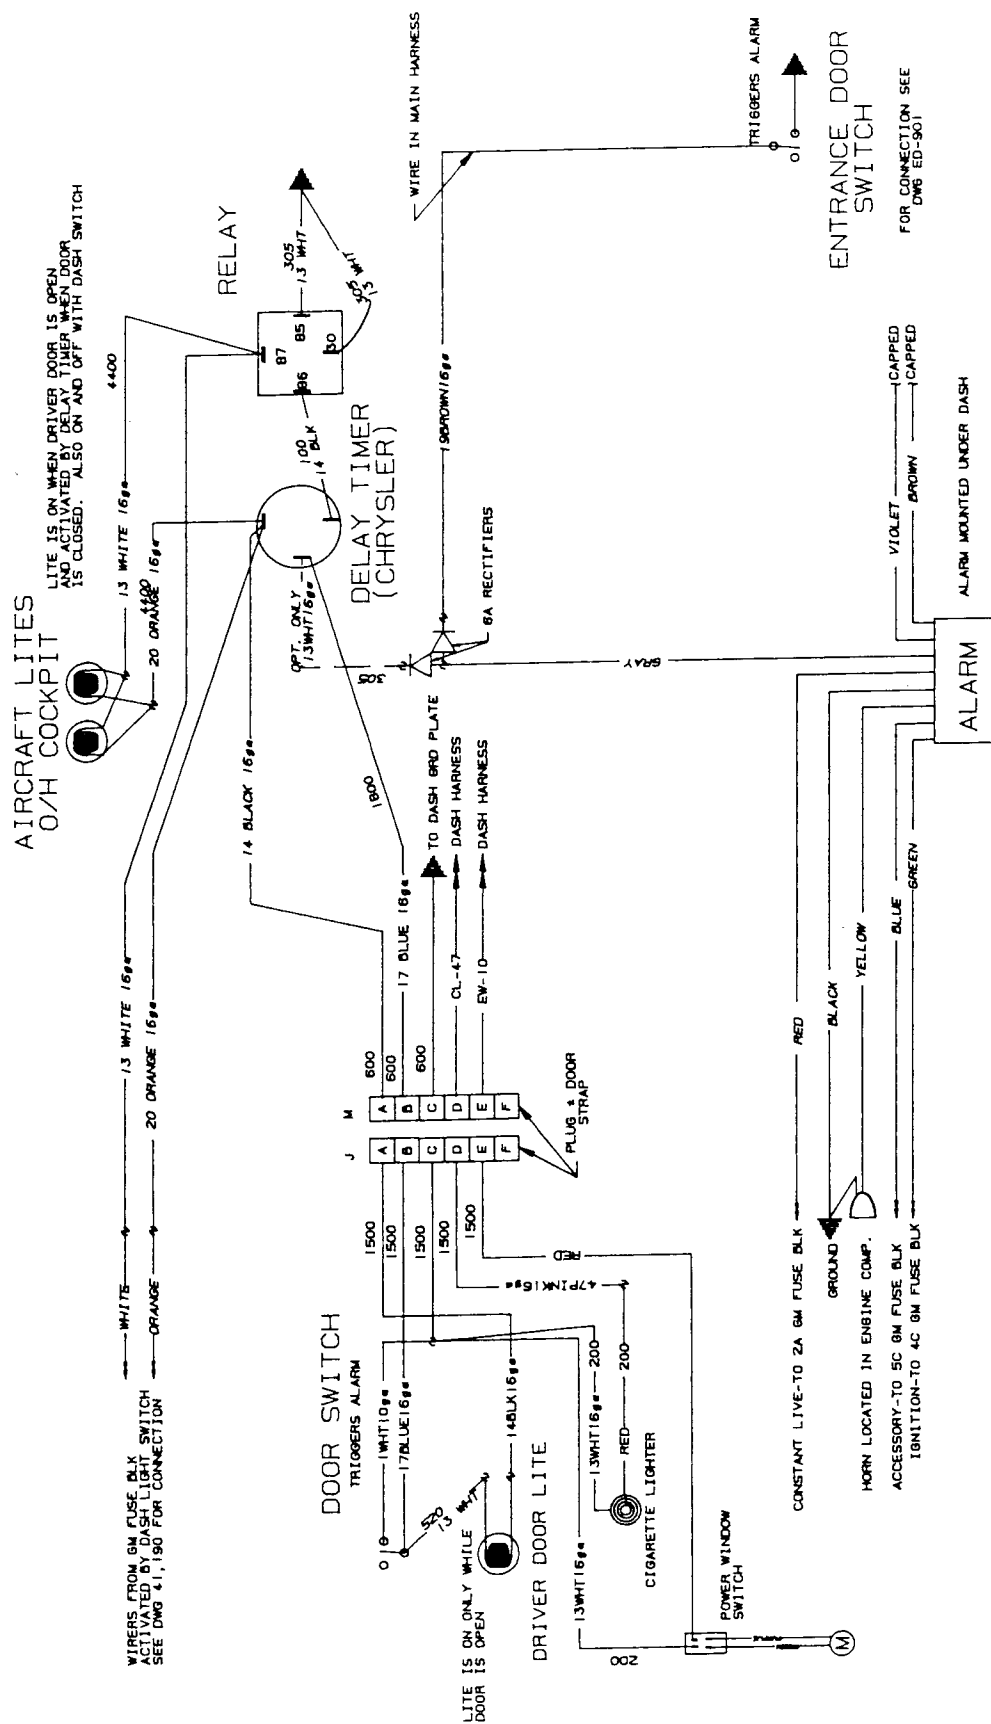 AIRCRAFT LITES
O/H COCKPIT
LITE IS ON WHEN DRIVER DOOR IS OPEN
AND ACTIVATED BY DELAY TIMER WHEN DOOR
IS CLOSED. ALSO ON AND OFF WITH DASH SWITCH
WIRERS FROM GM FUSE BLK
ACTIVATED BY DASH LIGHT SWITCH
SEE DWG 41,190 FOR CONNECTION
WHITE
13 WHITE 16ga
13 WHITE 16ga
4400
ORANGE
20 ORANGE 16ga
20 ORANGE 16ga
4400
RELAY
87
86
85
30
305
13 WHT
305 WHT
13
100
14 BLK
DELAY TIMER
(CHRYSLER)
14 BLACK 16ga
OPT. ONLY
13WHT16ga
305
1800
17 BLUE 16ga
6A RECTIFIERS
19BROWN16ga
WIRE IN MAIN HARNESS
TRIGGERS ALARM
ENTRANCE DOOR
SWITCH
FOR CONNECTION SEE
DWG ED-901
DOOR SWITCH
TRIGGERS ALARM
1WHT10ga
17BLUE16ga
520
13 WHT
14BLK16ga
LITE IS ON ONLY WHILE
DOOR IS OPEN
DRIVER DOOR LITE
1500
1500
1500
1500
J
A
B
C
D
E
F
M
A
B
C
D
E
F
600
600
600
TO DASH GRD PLATE
CL-47
DASH HARNESS
EW-10
DASH HARNESS
PLUG & DOOR
STRAP
RED
47PINK16ga
13WHT16ga
200
RED
200
CIGARETTE LIGHTER
13WHT16ga
200
POWER WINDOW
SWITCH
M
GRAY
CONSTANT LIVE-TO 2A GM FUSE BLK
RED
GROUND
BLACK
HORN LOCATED IN ENGINE COMP.
YELLOW
ACCESSORY-TO 5C GM FUSE BLK
BLUE
IGNITION-TO 4C GM FUSE BLK
GREEN
VIOLET
CAPPED
BROWN
CAPPED
ALARM
ALARM MOUNTED UNDER DASH